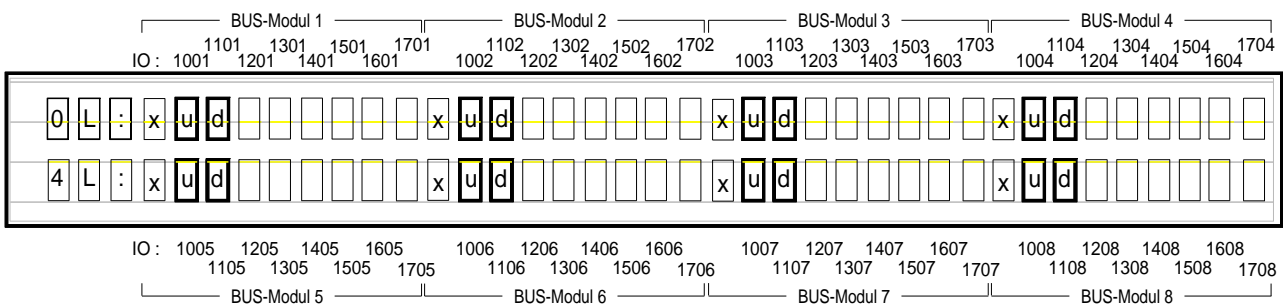 BUS-Modul 1 BUS-Modul 2 BUS-Modul 3 BUS-Modul 4
1101 1301 1501 1701 1102 1302 1502 1702 1103 1303 1503 1703 1104 1304 1504 1704
IO : 1001 1201 1401 1601 1002 1202 1402 1602 1003 1203 1403 1603 1004 1204 1404 1604
0 L : x u d x u d x u d x u d
4 L : x u d x u d x u d x u d
IO : 1005 1205 1405 1605 1006 1206 1406 1606 1007 1207 1407 1607 1008 1208 1408 1608
1105 1305 1505 1705 1106 1306 1506 1706 1107 1307 1507 1707 1108 1308 1508 1708
BUS-Modul 5 BUS-Modul 6 BUS-Modul 7 BUS-Modul 8